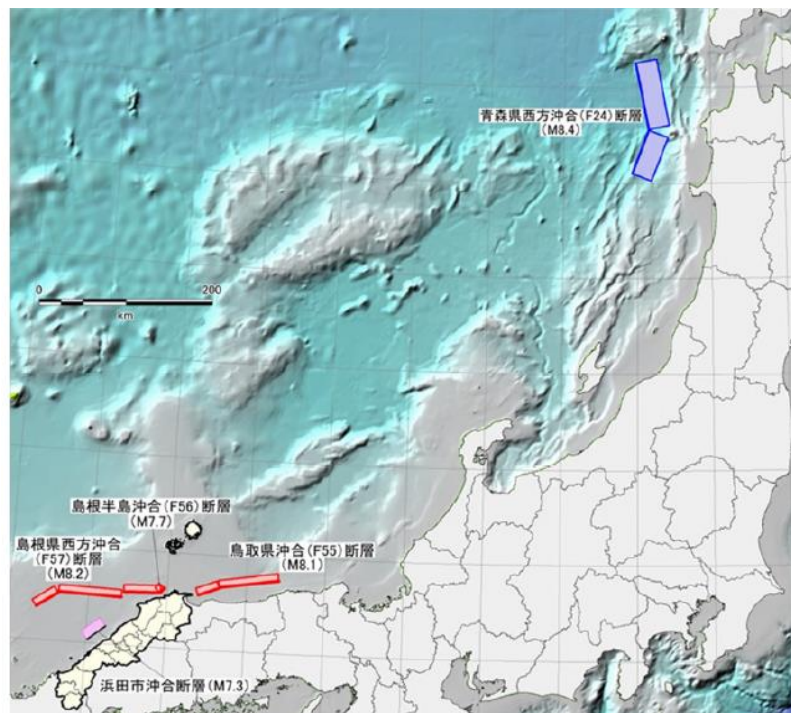 青森県西方沖合(F24)断層
(M8.4)
0
200
km
島根半島沖合(F56)断層
(M7.7)
島根県西方沖合
(F57)断層
(M8.2)
鳥取県沖合(F55)断層
(M8.1)
浜田市沖合断層(M7.3)